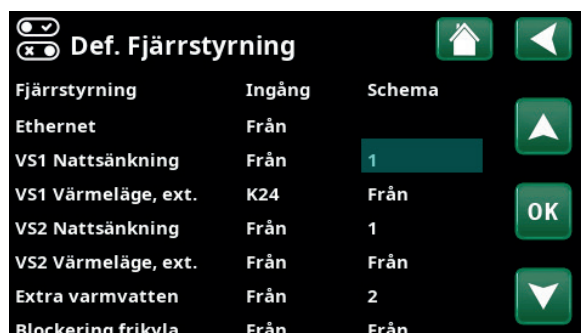 Def. Fjärrstyrning
Fjärrstyrning Ingång Schema
Ethernet Från
VS1 Nattsänkning Från 1
VS1 Värmeläge, ext. K24 Från
OK
VS2 Nattsänkning Från 1
VS2 Värmeläge, ext. Från Från
Extra varmvatten Från 2
Blockering frikyla Från Från